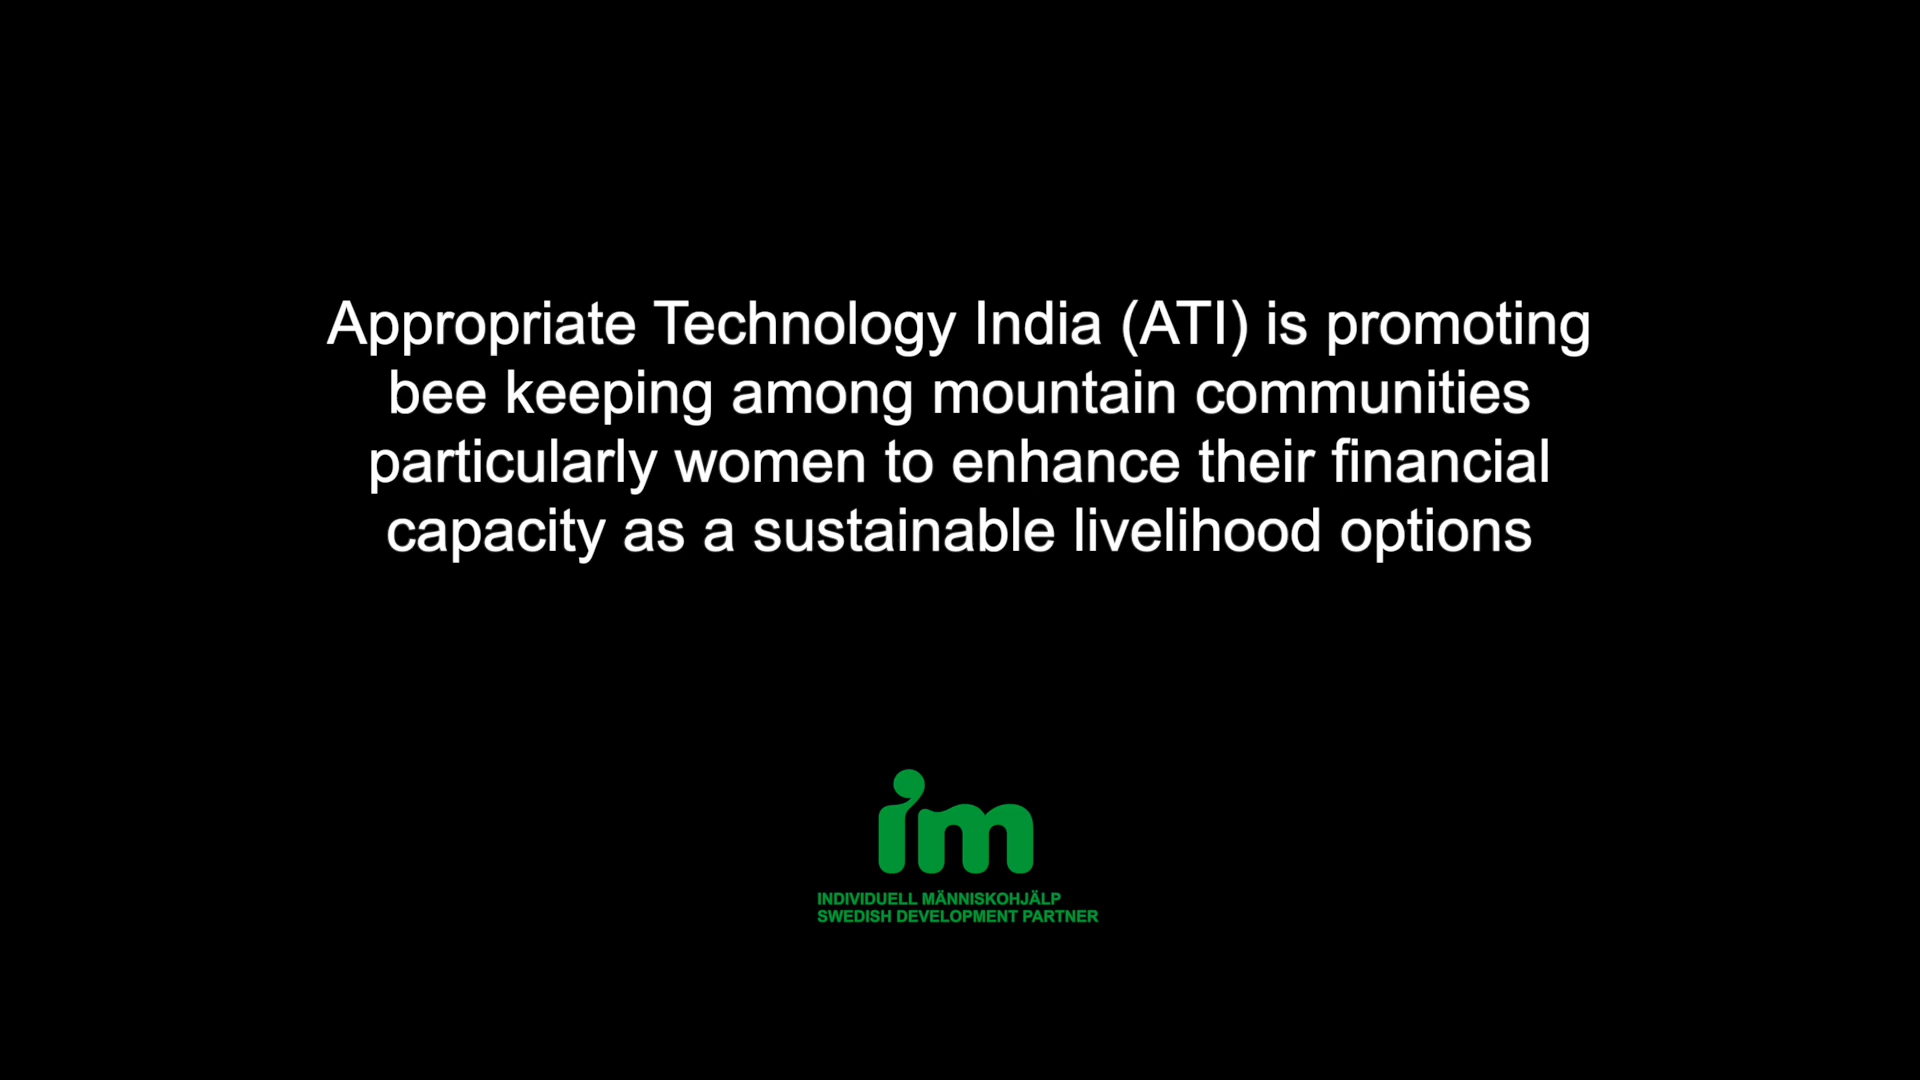 Appropriate Technology India (ATI) is promoting
bee keeping among mountain communities
particularly women to enhance their financial
capacity as a sustainable livelihood options
im
INDIVIDUELL MÄNNISKOHJÄLP
SWEDISH DEVELOPMENT PARTNER